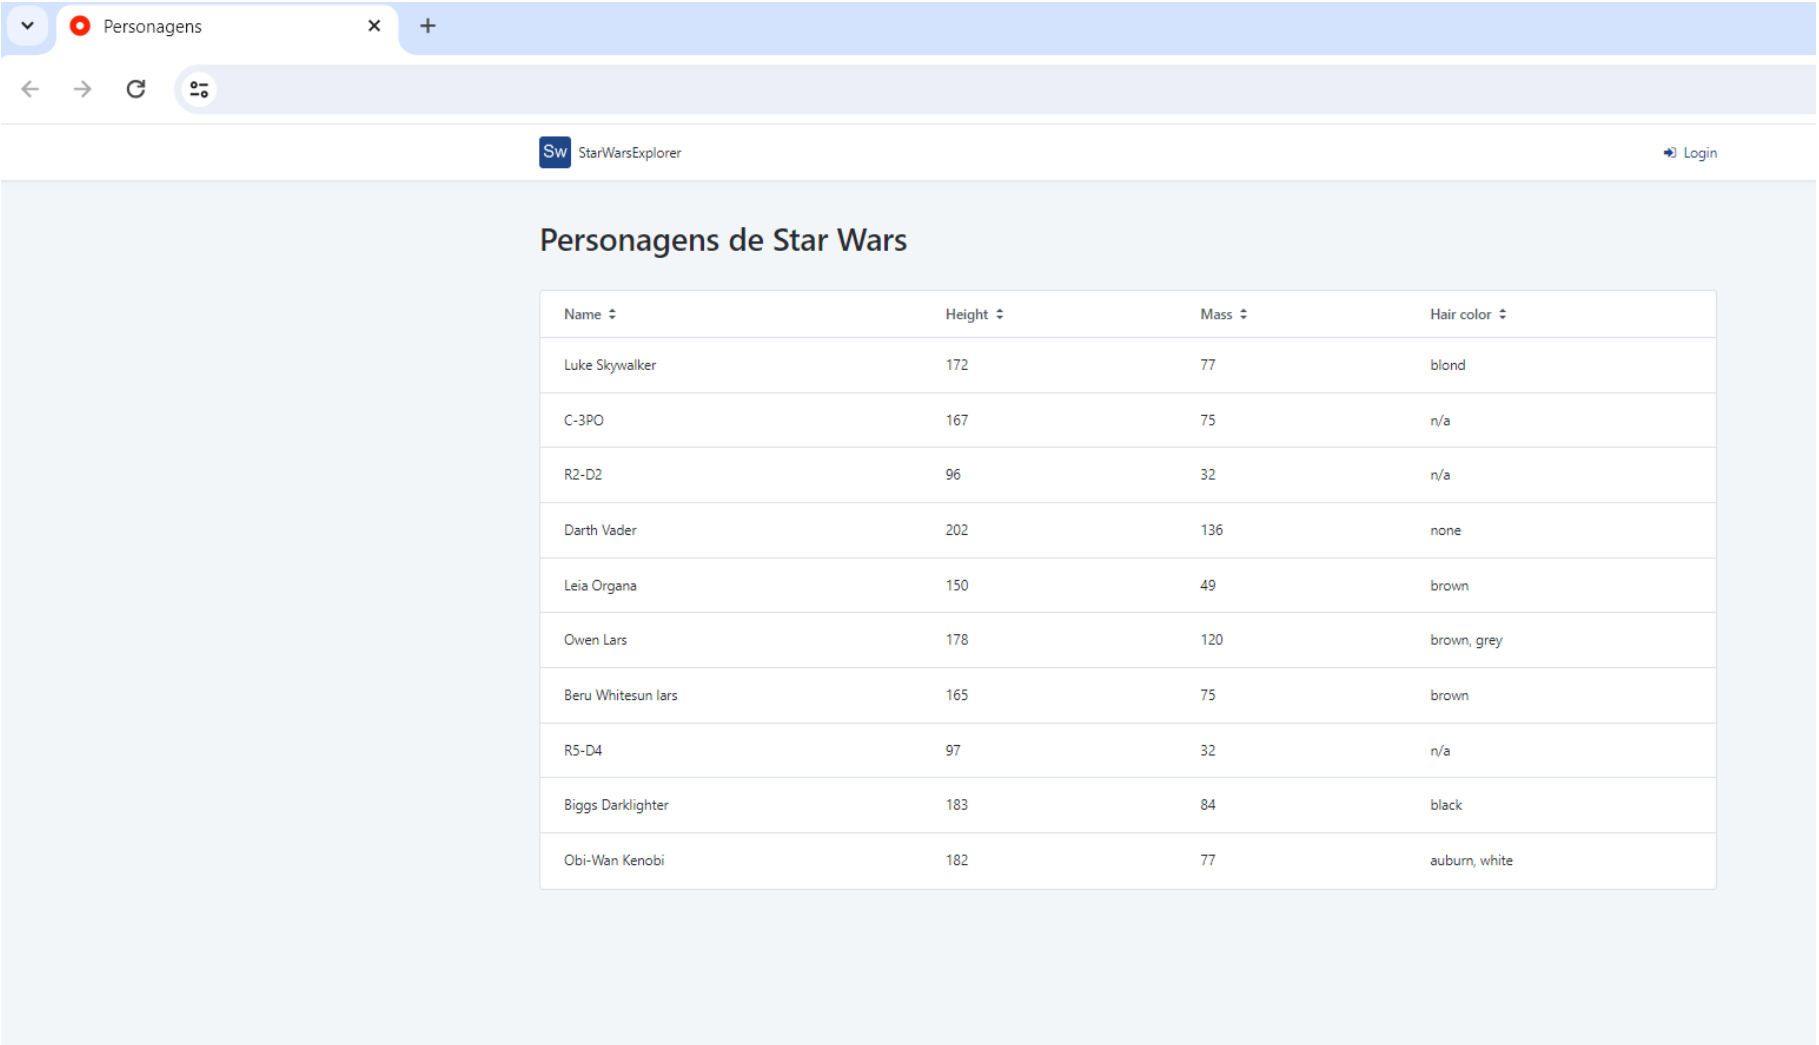 Personagens
Sw StarWarsExplorer Login
Personagens de Star Wars
Name Height Mass Hair color
Luke Skywalker 172 77 blond
C-3PO 167 75 n/a
R2-D2 96 32 n/a
Darth Vader 202 136 none
Leia Organa 150 49 brown
Owen Lars 178 120 brown, grey
Beru Whitesun lars 165 75 brown
R5-D4 97 32 n/a
Biggs Darklighter 183 84 black
Obi-Wan Kenobi 182 77 auburn, white